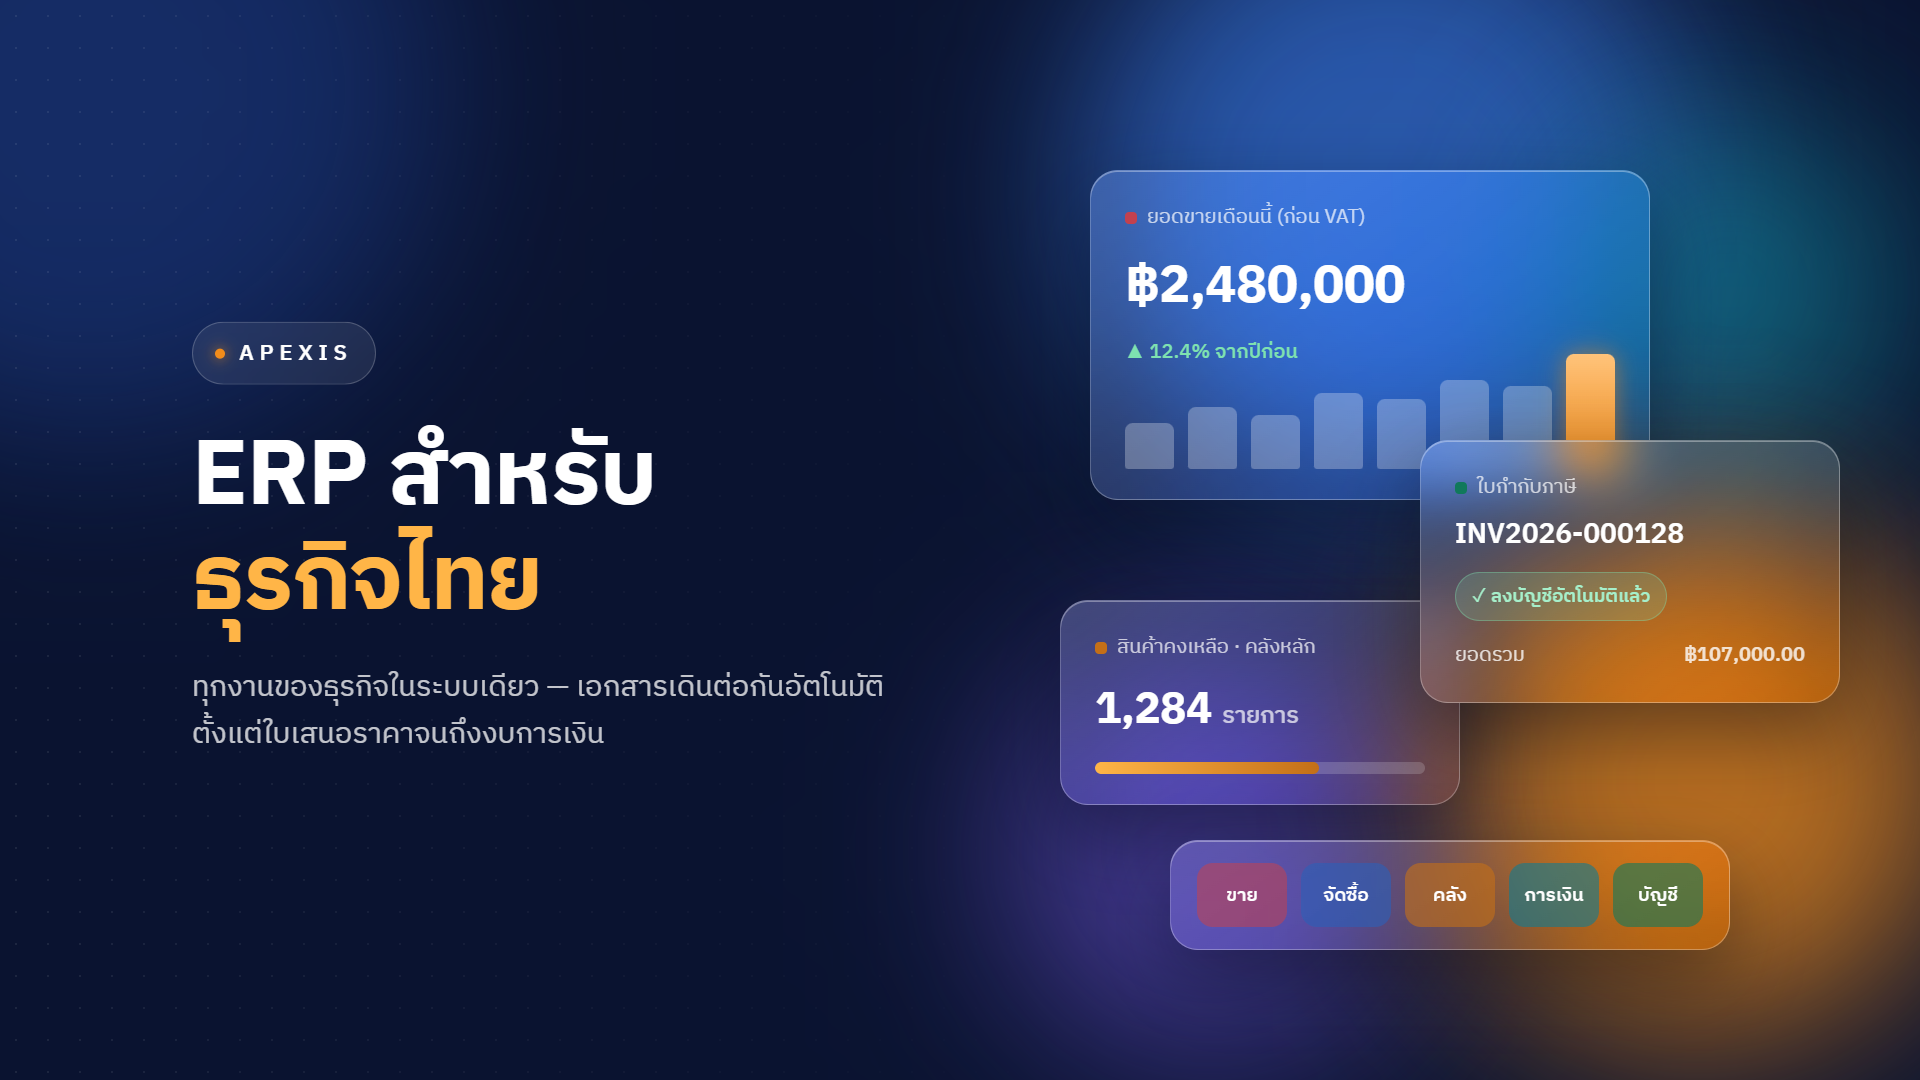 APEXIS
ERP สำหรับ
ธุรกิจไทย
ทุกงานของธุรกิจในระบบเดียว — เอกสารเดินต่อกันอัตโนมัติ
ตั้งแต่ใบเสนอราคาจนถึงงบการเงิน
ยอดขายเดือนนี้ (ก่อน VAT)
฿2,480,000
▲ 12.4% จากปีก่อน
ใบกำกับภาษี
INV2026-000128
✓ ลงบัญชีอัตโนมัติแล้ว
ยอดรวม ฿107,000.00
สินค้าคงเหลือ · คลังหลัก
1,284 รายการ
ขาย จัดซื้อ คลัง การเงิน บัญชี